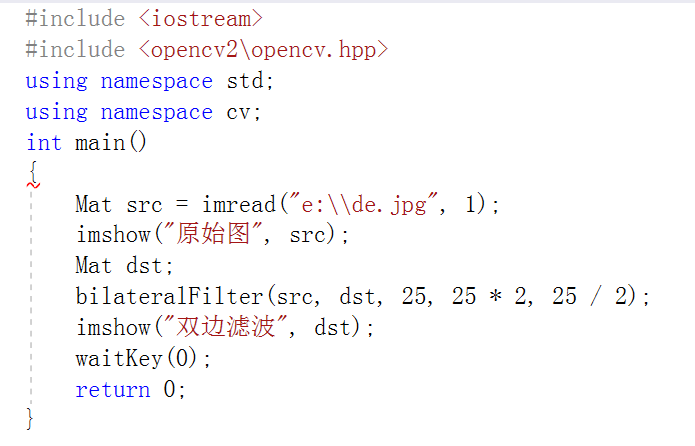 #include <iostream>
#include <opencv2\opencv.hpp>
using namespace std;
using namespace cv;
int main()
{
    Mat src = imread("e:\\de.jpg", 1);
    imshow("原始图", src);
    Mat dst;
    bilateralFilter(src, dst, 25, 25 * 2, 25 / 2);
    imshow("双边滤波", dst);
    waitKey(0);
    return 0;
}